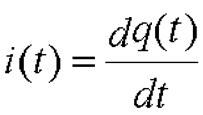 i(t) = dq(t)/dt